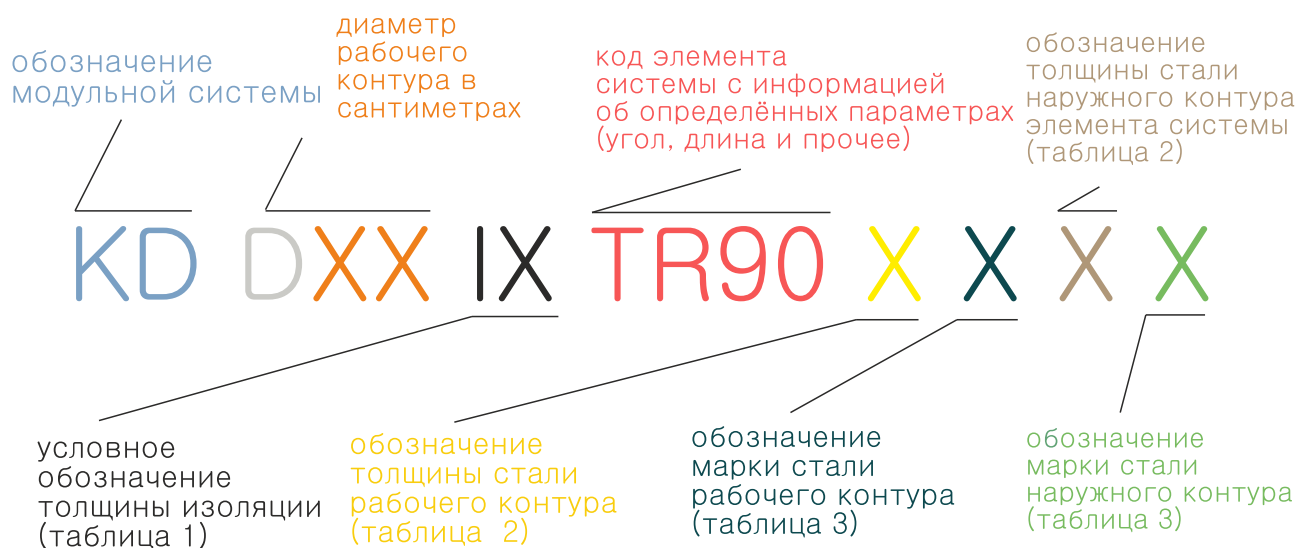 обозначение
модульной системы
диаметр
рабочего
контура в
сантиметрах
код элемента
системы с информацией
об определённых параметрах
(угол, длина и прочее)
обозначение
толщины стали
наружного контура
элемента системы
(таблица 2)
KD DXX IX TR90 X X X X
условное
обозначение
толщины изоляции
(таблица 1)
обозначение
толщины стали
рабочего контура
(таблица 2)
обозначение
марки стали
рабочего контура
(таблица 3)
обозначение
марки стали
наружного контура
(таблица 3)